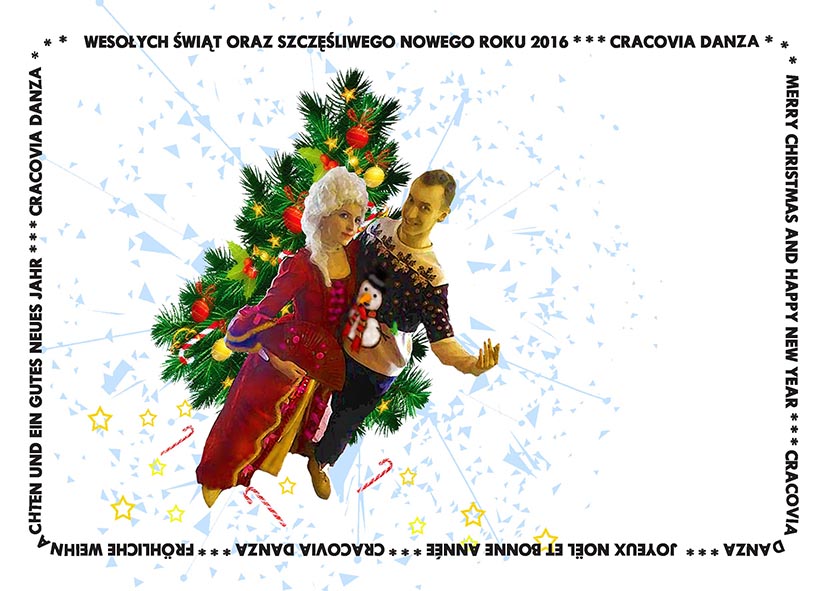 WESOŁYCH ŚWIĄT ORAZ SZCZĘŚLIWEGO NOWEGO ROKU 2016 * * * CRACOVIA DANZA * * *
MERRY CHRISTMAS AND HAPPY NEW YEAR * * * CRACOVIA DANZA * * *
JOYEUX NOËL ET BONNE ANNÉE * * * CRACOVIA DANZA * * *
FRÖHLICHE WEIHNACHTEN UND EIN GUTES NEUES JAHR * * * CRACOVIA DANZA * * *